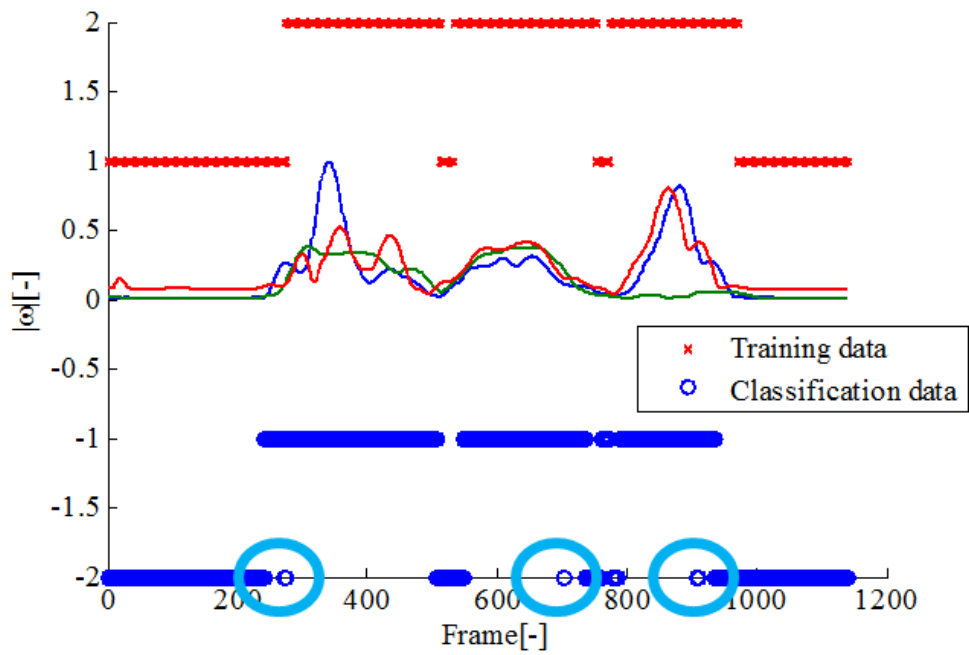 2
1.5
1
0.5
0
-0.5
-1
-1.5
-2
|ω|[-]
Training data
Classification data
0 200 400 600 800 1000 1200
Frame[-]